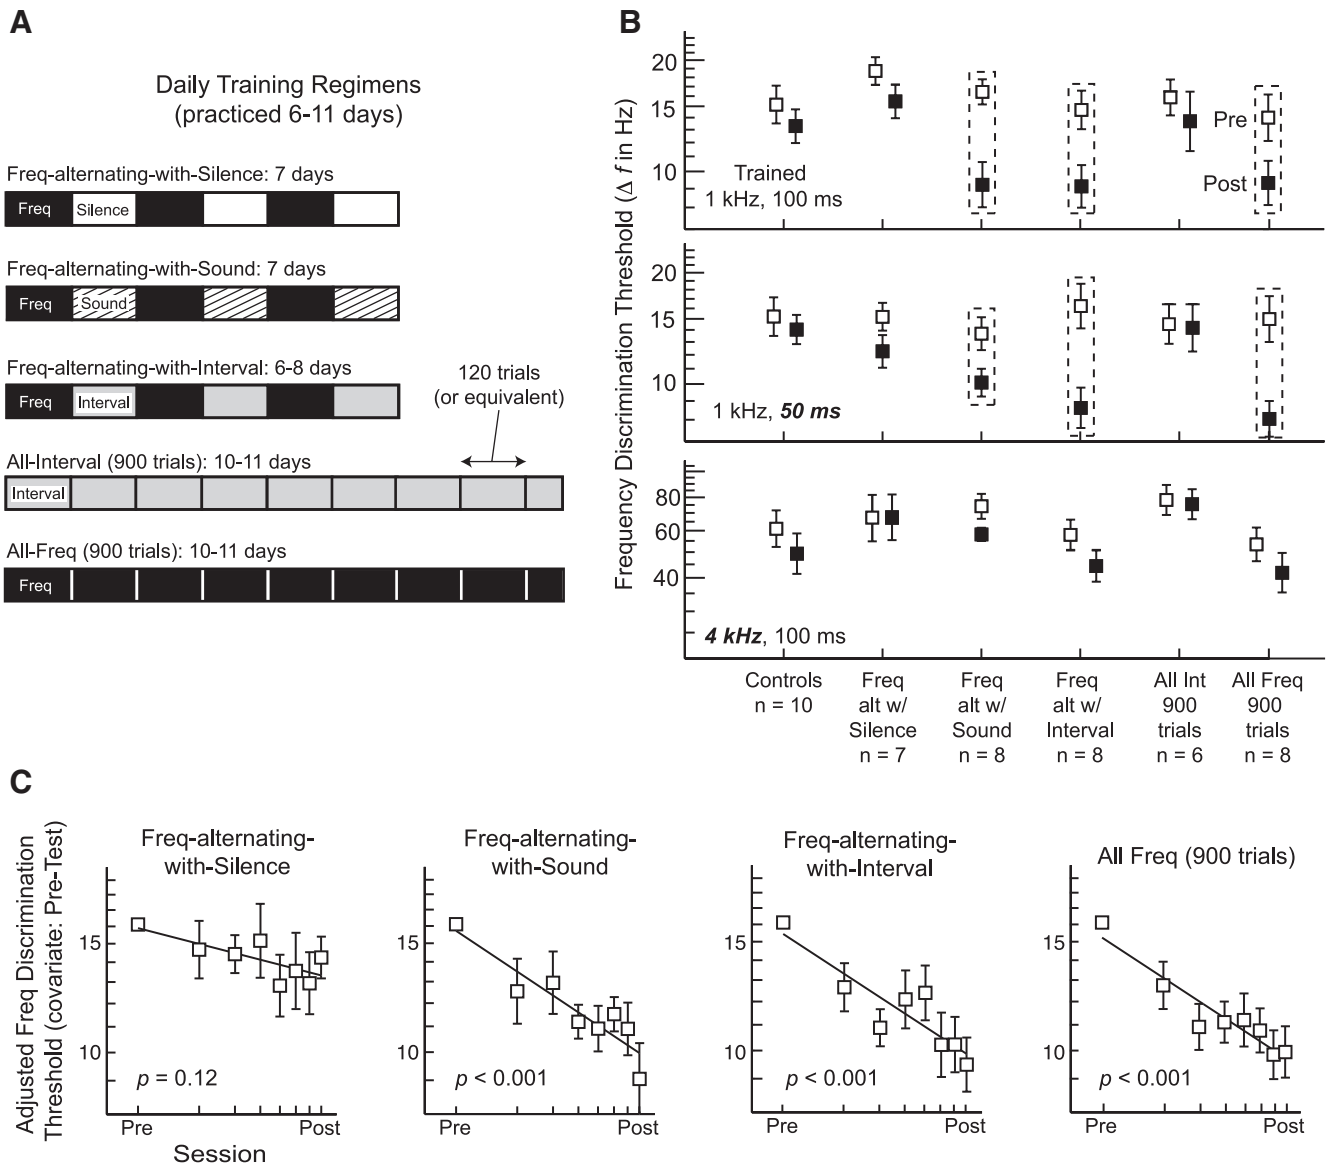 A
Daily Training Regimens
(practiced 6-11 days)
Freq-alternating-with-Silence: 7 days
Freq
Silence
Freq-alternating-with-Sound: 7 days
Freq
Sound
Freq-alternating-with-Interval: 6-8 days
Freq
Interval
120 trials
(or equivalent)
All-Interval (900 trials): 10-11 days
Interval
All-Freq (900 trials): 10-11 days
Freq
B
Frequency Discrimination Threshold (Δ f in Hz)
20
15
10
Trained
1 kHz, 100 ms
Pre
Post
20
15
10
1 kHz, 50 ms
80
60
40
4 kHz, 100 ms
Controls
n = 10
Freq
alt w/
Silence
n = 7
Freq
alt w/
Sound
n = 8
Freq
alt w/
Interval
n = 8
All Int
900
trials
n = 6
All Freq
900
trials
n = 8
C
Adjusted Freq Discrimination
Threshold (covariate: Pre-Test)
Freq-alternating-
with-Silence
15
10
p = 0.12
Pre
Post
Session
Freq-alternating-
with-Sound
15
10
p < 0.001
Pre
Post
Freq-alternating-
with-Interval
15
10
p < 0.001
Pre
Post
All Freq (900 trials)
15
10
p < 0.001
Pre
Post